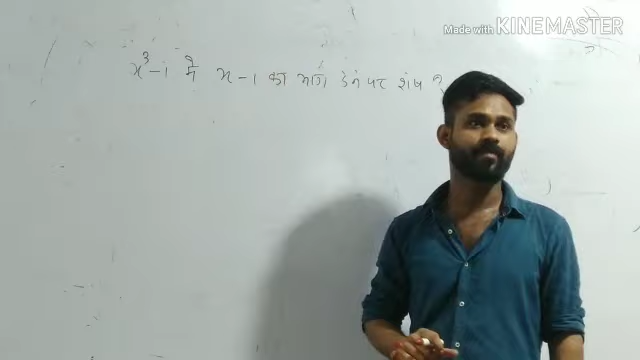 Made with KINEMASTER
x³-1 में x-1 का भाग देने पर शेष ?